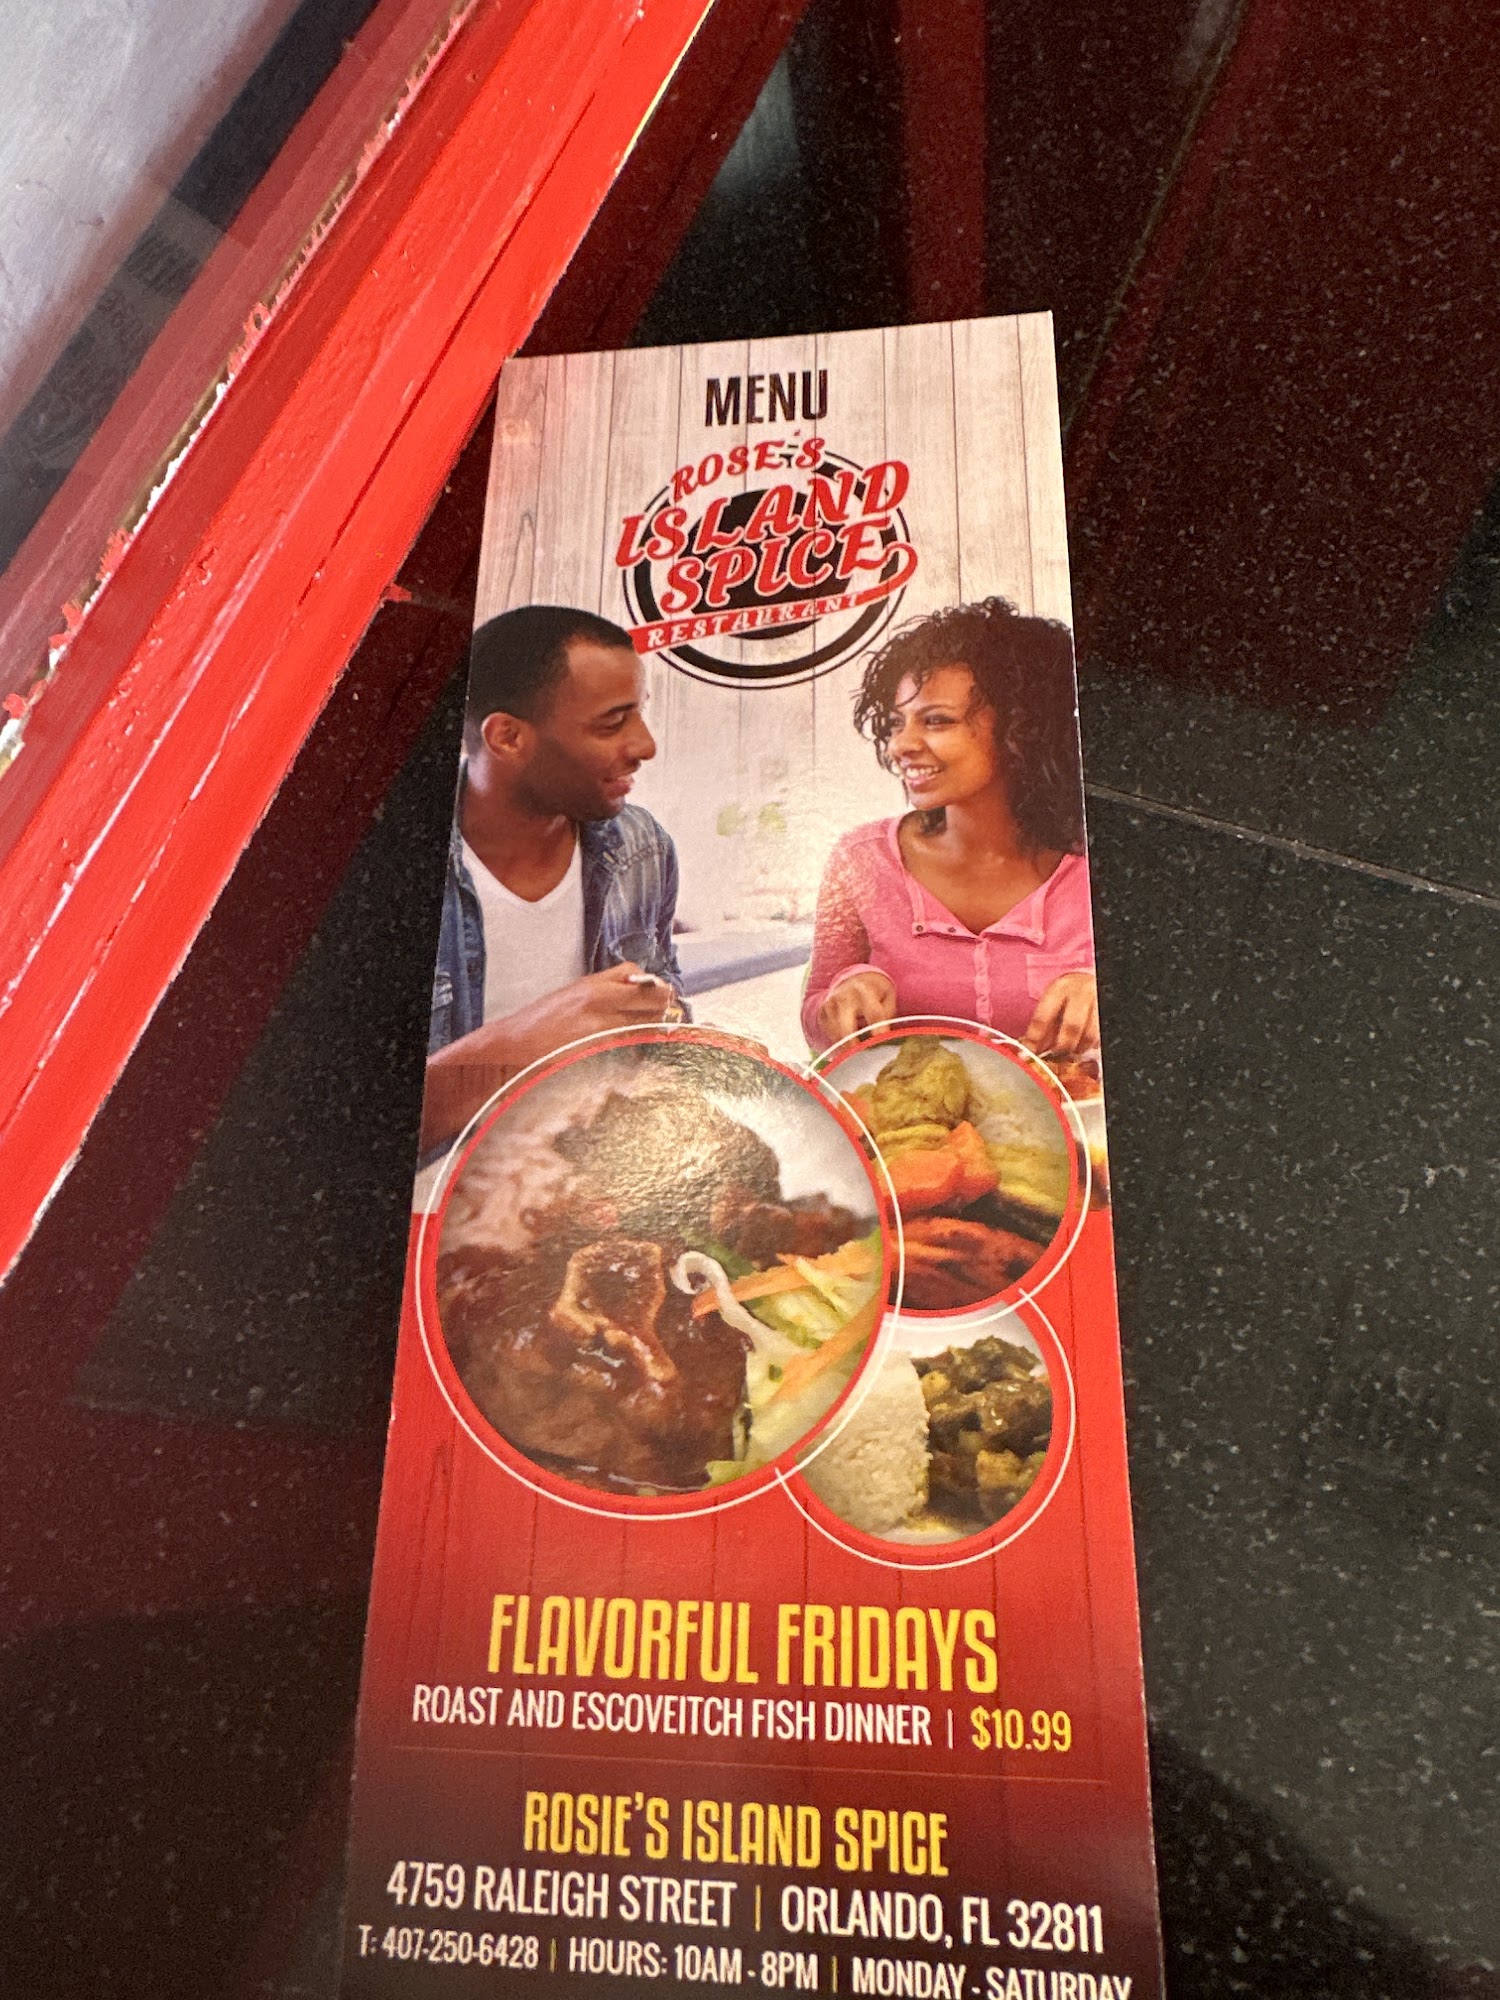 MENU
ROSE'S
ISLAND
SPICE
RESTAURANT
FLAVORFUL FRIDAYS
ROAST AND ESCOVEITCH FISH DINNER | $10.99
ROSIE'S ISLAND SPICE
4759 RALEIGH STREET | ORLANDO, FL 32811
T: 407-250-6428 | HOURS: 10AM - 8PM | MONDAY - SATURDAY